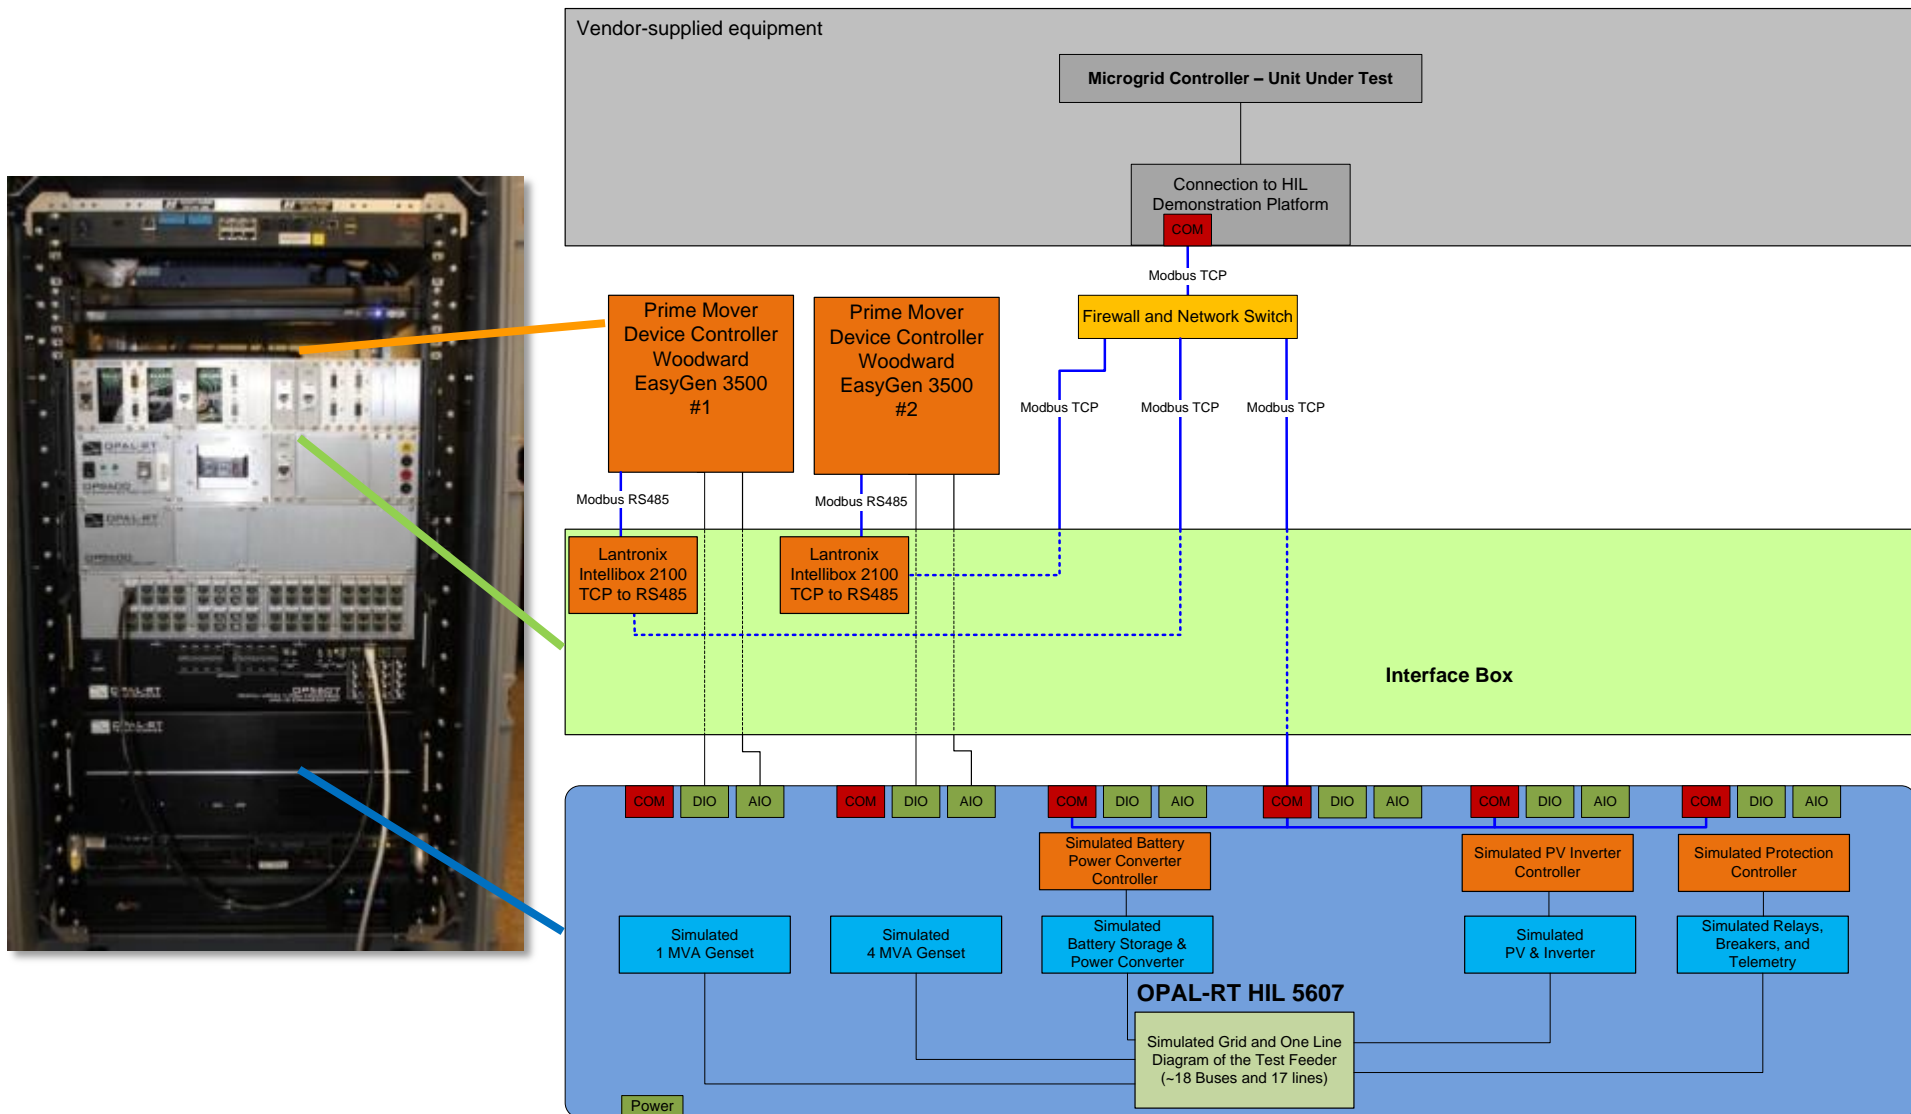 Vendor-supplied equipment
Microgrid Controller – Unit Under Test
Connection to HIL
Demonstration Platform
COM
Modbus TCP
Firewall and Network Switch
Prime Mover
Device Controller
Woodward
EasyGen 3500
#1
Prime Mover
Device Controller
Woodward
EasyGen 3500
#2
Modbus TCP
Modbus TCP
Modbus TCP
Modbus RS485
Modbus RS485
Lantronix
Intellibox 2100
TCP to RS485
Lantronix
Intellibox 2100
TCP to RS485
Interface Box
OPAL-RT
OP5600
OPAL-RT
OP5600
OPAL-RT
OP5607
OPAL-RT
COM DIO AIO
COM DIO AIO
COM DIO AIO
COM DIO AIO
COM DIO AIO
COM DIO AIO
Simulated Battery
Power Converter
Controller
Simulated PV Inverter
Controller
Simulated Protection
Controller
Simulated
1 MVA Genset
Simulated
4 MVA Genset
Simulated
Battery Storage &
Power Converter
Simulated
PV & Inverter
Simulated Relays,
Breakers, and
Telemetry
OPAL-RT HIL 5607
Simulated Grid and One Line
Diagram of the Test Feeder
(~18 Buses and 17 lines)
Power